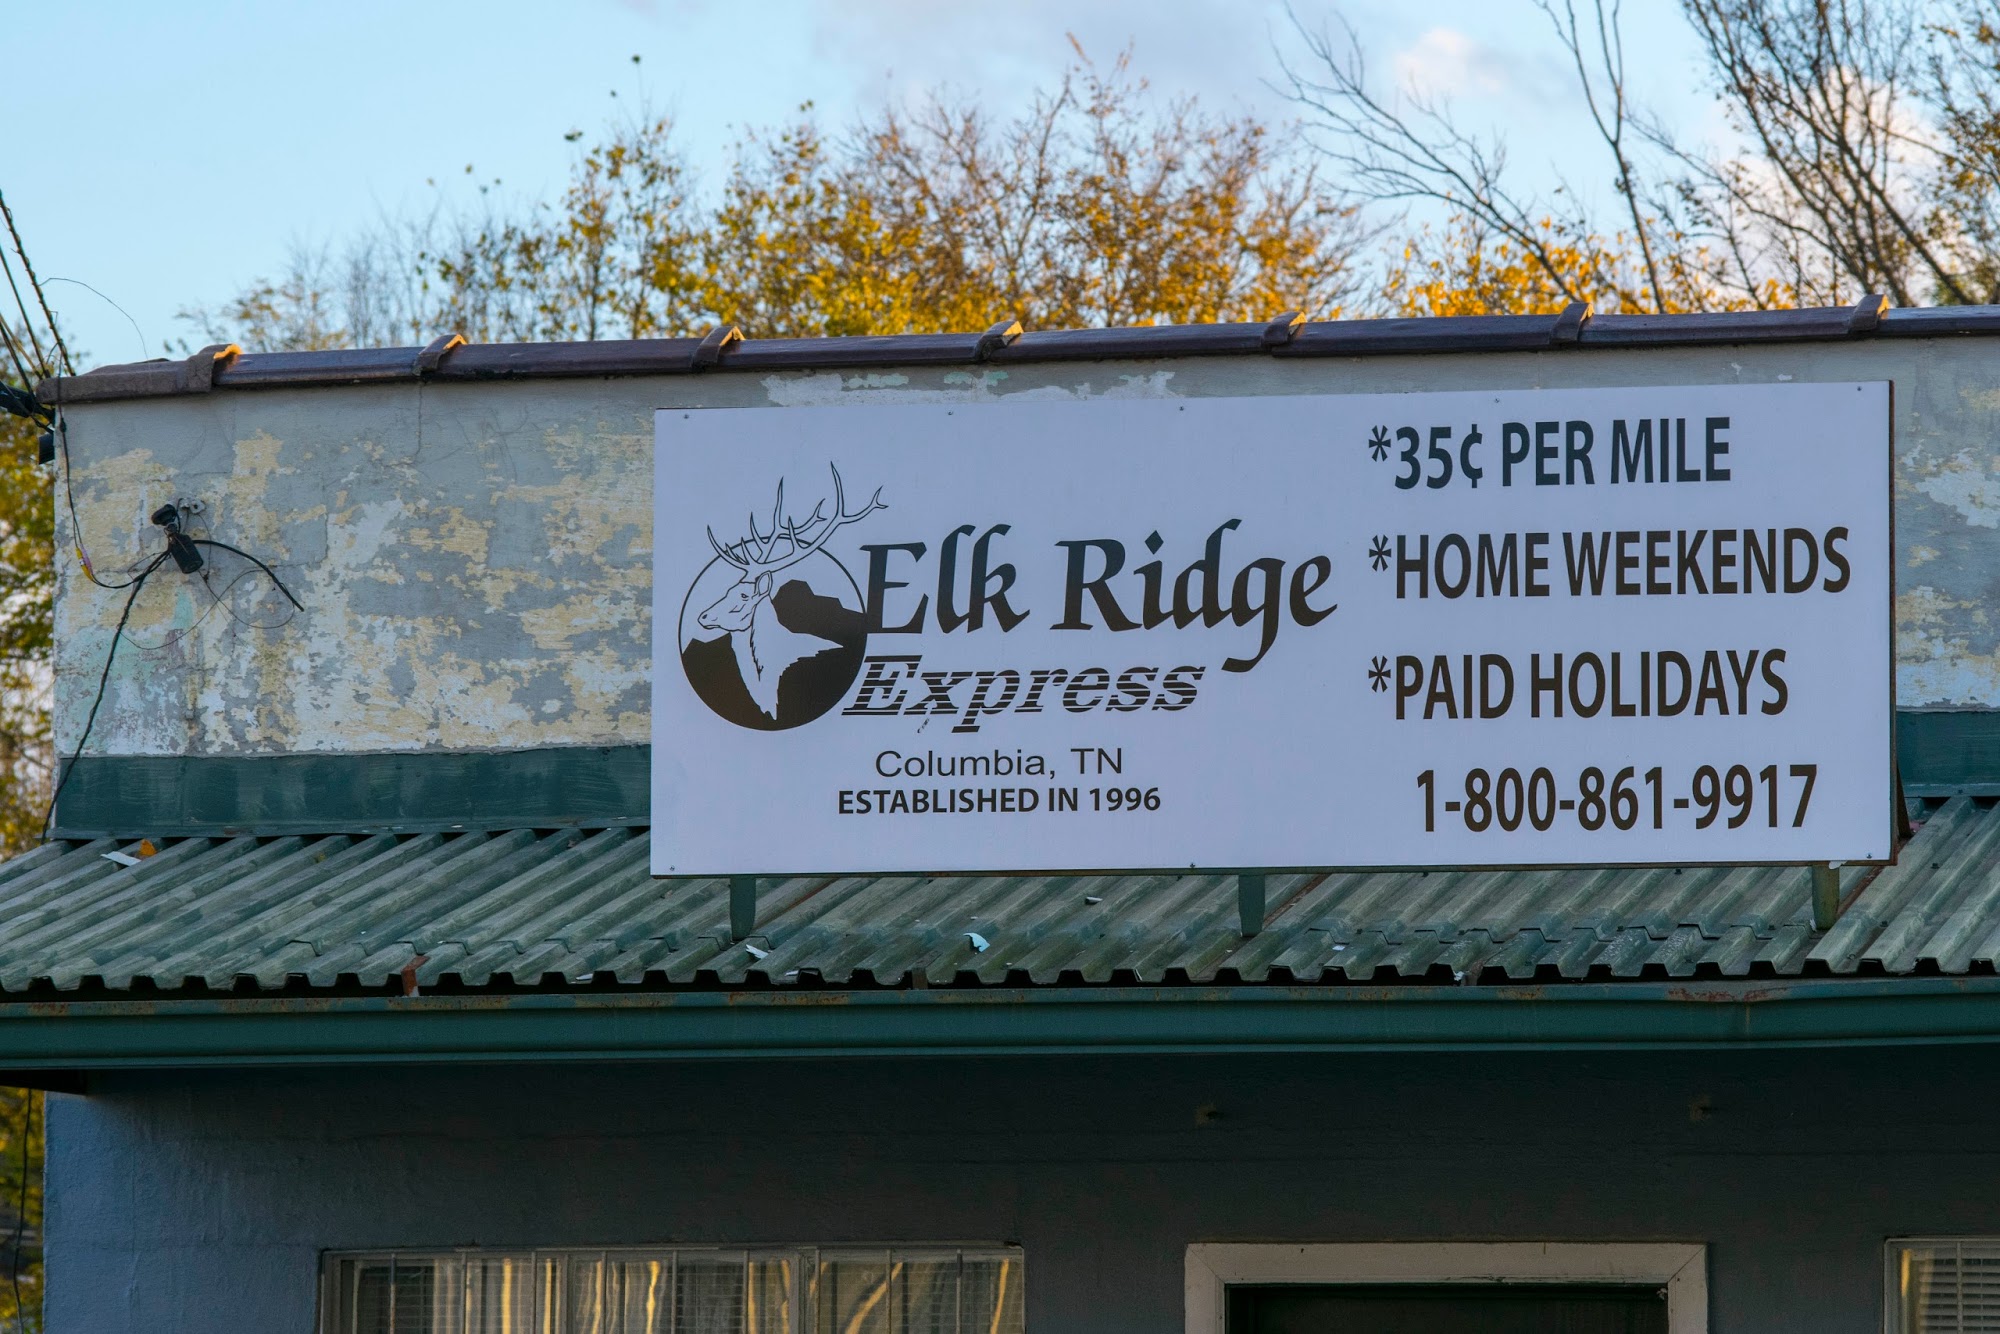 Elk Ridge
Express
Columbia, TN
ESTABLISHED IN 1996
*35¢ PER MILE
*HOME WEEKENDS
*PAID HOLIDAYS
1-800-861-9917